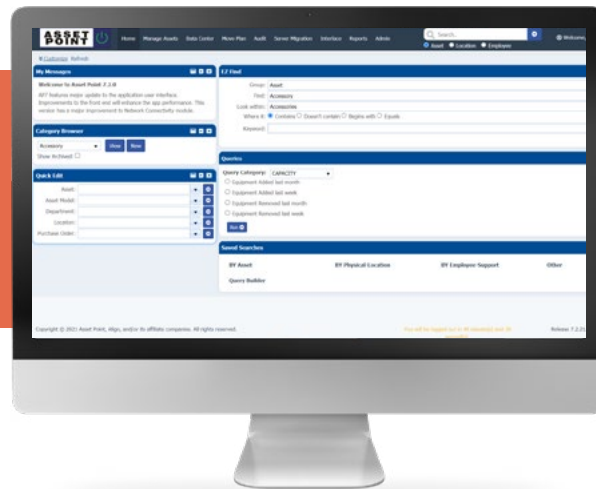 ASSET
POINT
Home Manage Assets Data Center Move Plan Audit Server Migration Interface Reports Admin
Search..
Asset Location Employee
Welcome,
Customize Refresh
My Messages
Welcome to Asset Point 7.2.0
AP7 features major update to the application user interface.
Improvements to the front end will enhance the app performance. This
version has a major improvement to Network Connectivity module.
Category Browser
Accessory View New
Show Archived
Quick Edit
Asset:
Asset Model:
Department:
Location:
Purchase Order:
EZ Find
Group: Asset
Find: Accessory
Look within: Accessories
Where it: Contains Doesn't contain Begins with Equals
Keyword:
Queries
Query Category: CAPACITY
Equipment Added last month
Equipment Added last week
Equipment Removed last month
Equipment Removed last week
Run
Saved Searches
BY Asset BY Physical Location BY Employee Support Other
Query Builder
Copyright © 2021 Asset Point, Align, and/or its affiliate companies. All rights reserved.
You will be logged out in
Release: 7.2.21